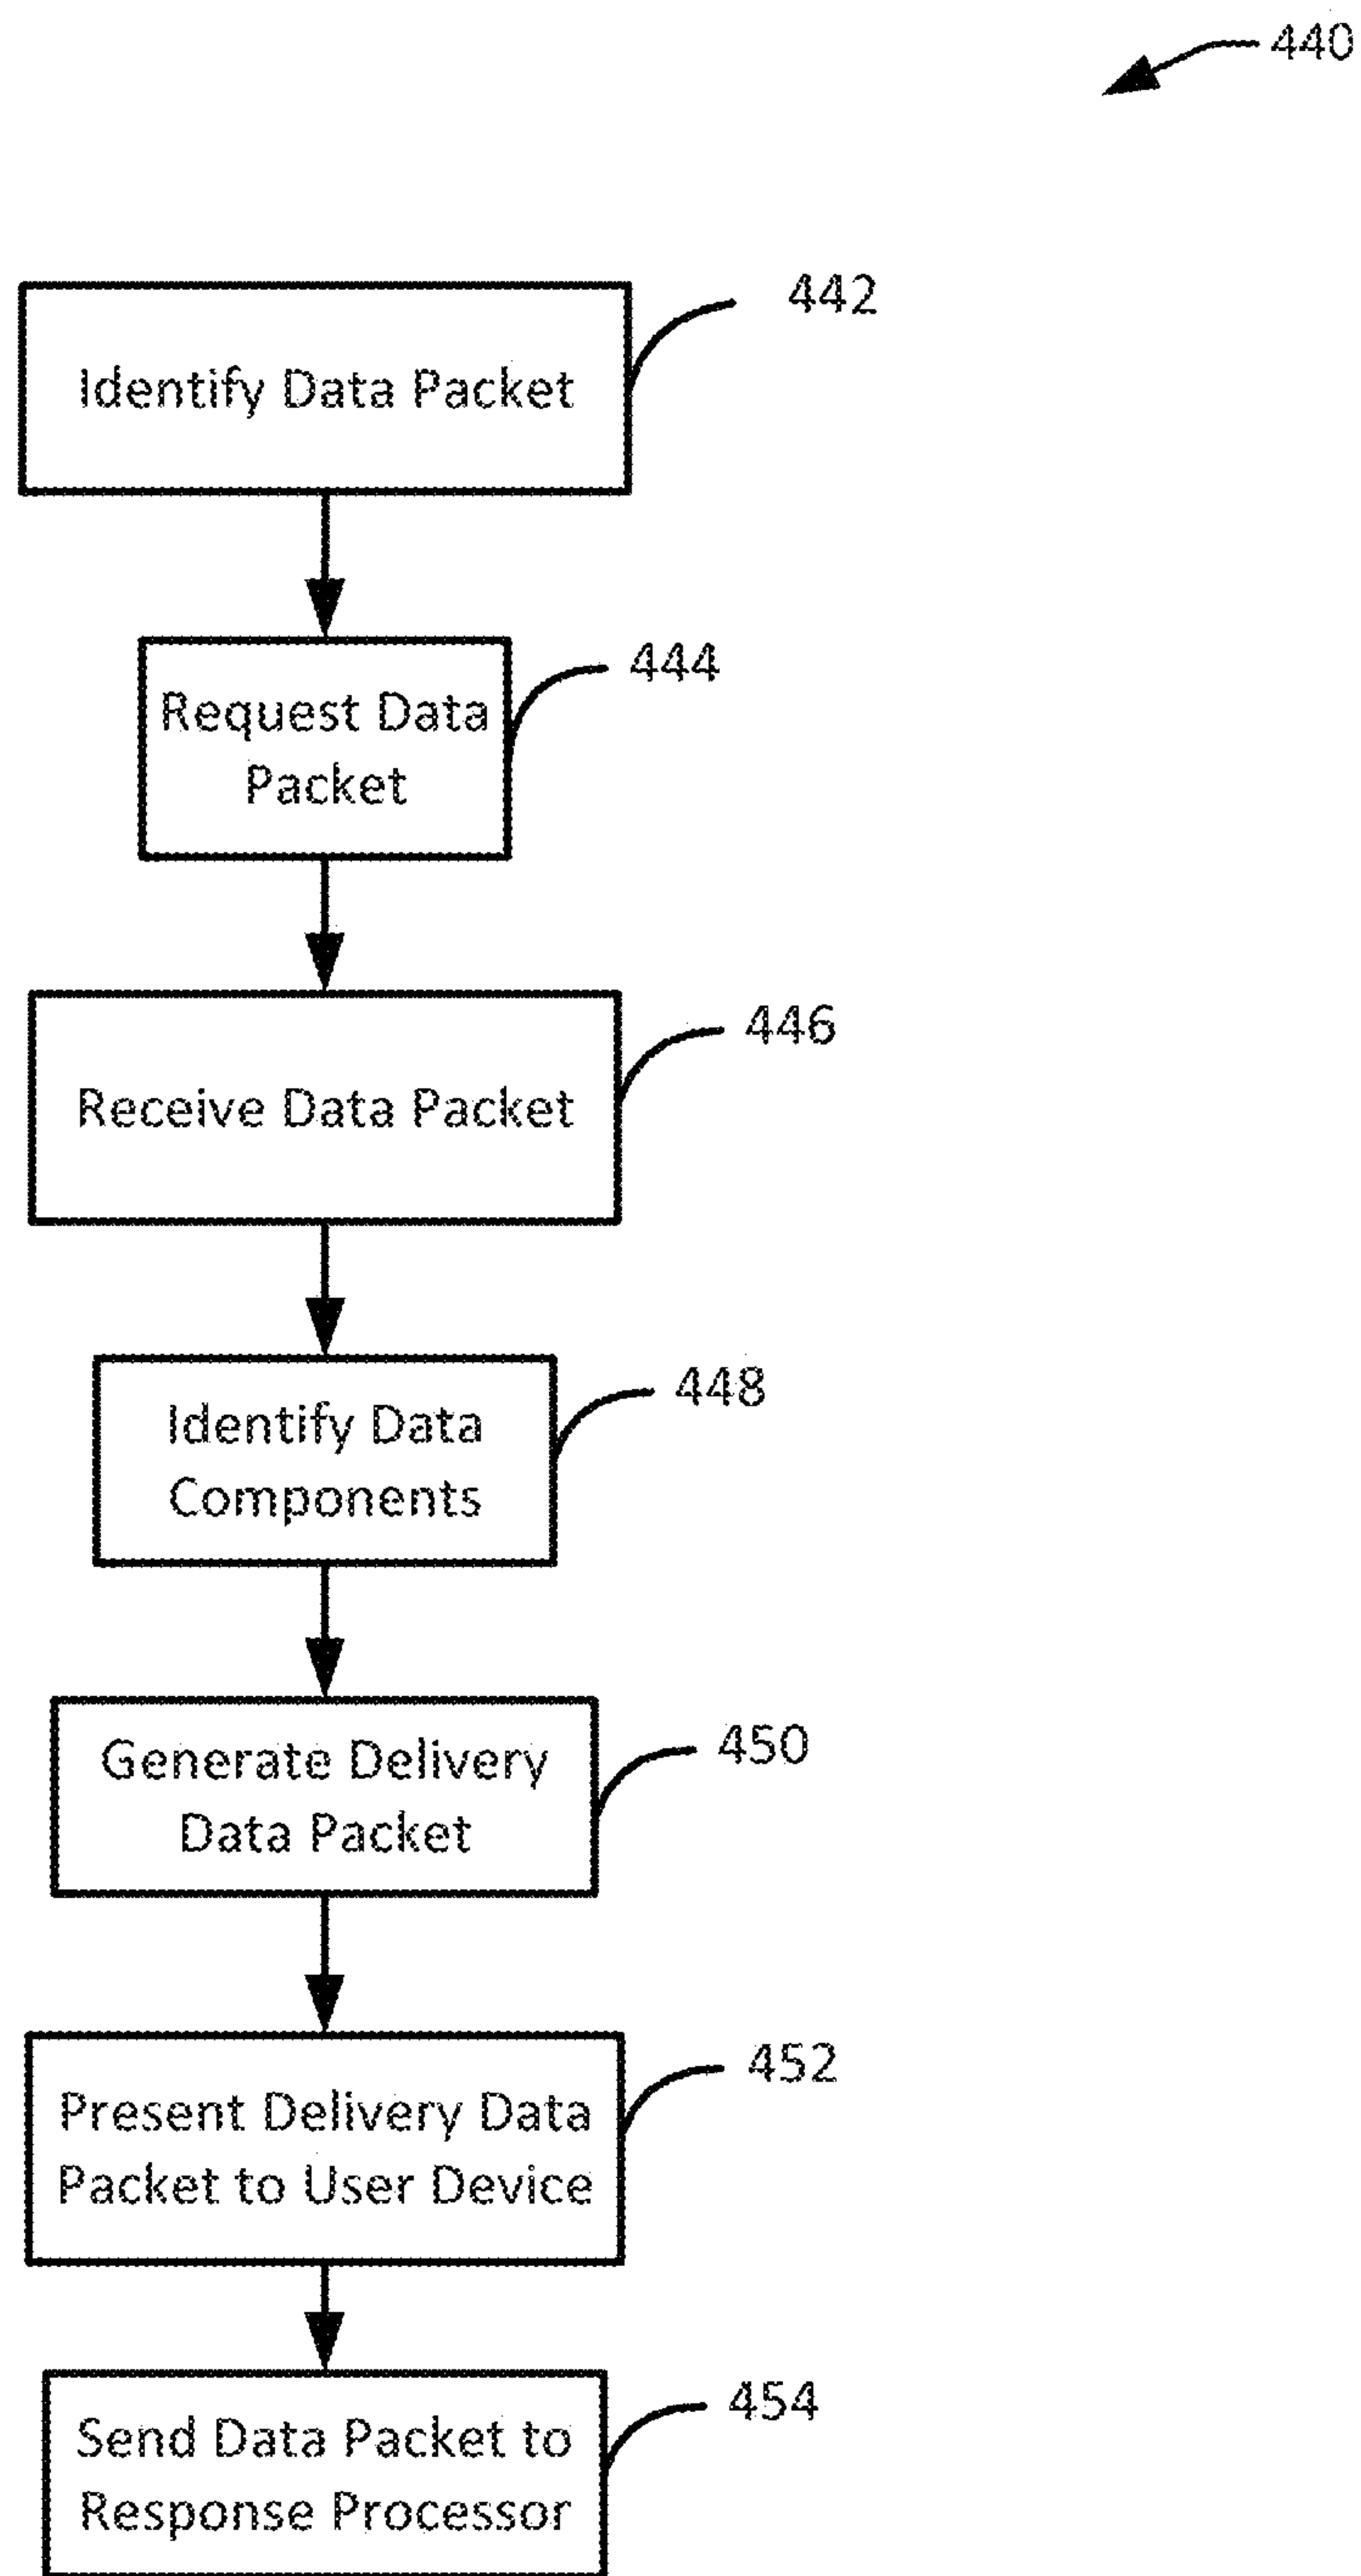 440
442
Identify Data Packet
444
Request Data
Packet
446
Receive Data Packet
448
Identify Data
Components
450
Generate Delivery
Data Packet
452
Present Delivery Data
Packet to User Device
454
Send Data Packet to
Response Processor